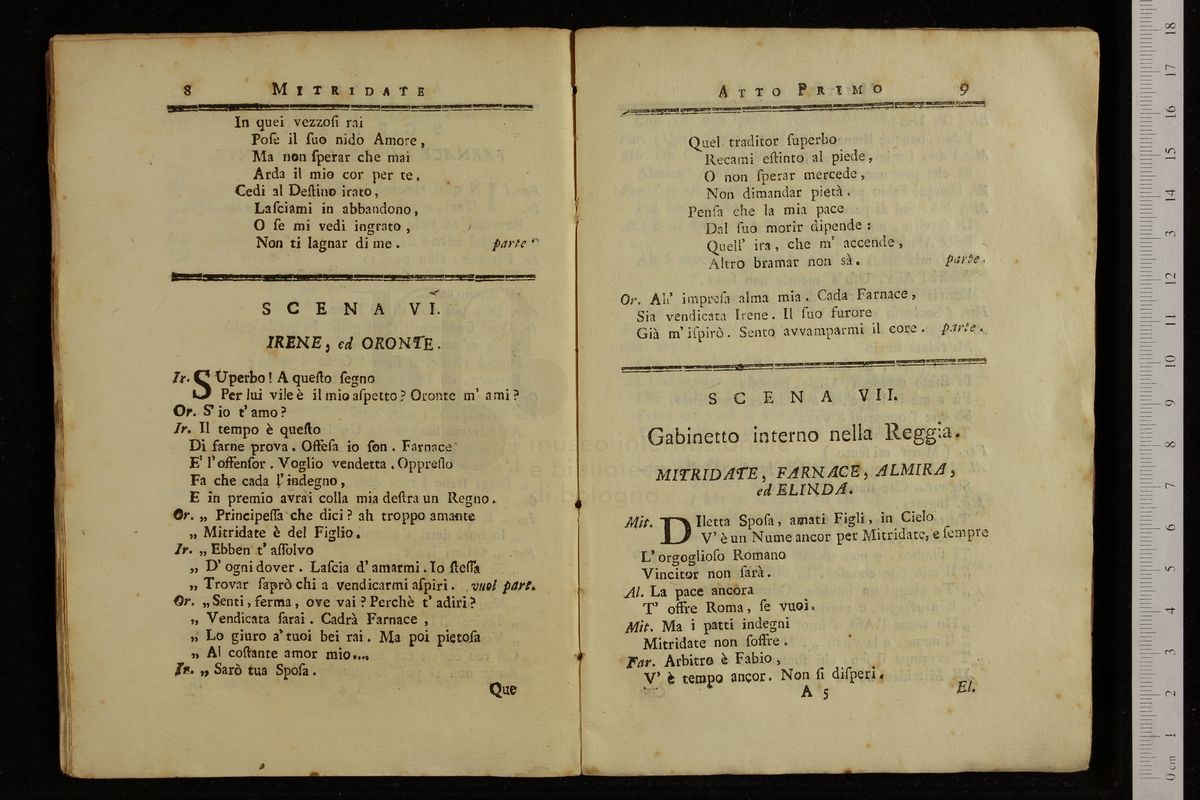 8 MITRIDATE
In quei vezzoſi rai
Poſe il ſuo nido Amore,
Ma non ſperar che mai
Arda il mio cor per te.
Cedi al Deſtino irato,
Laſciami in abbandono,
O ſe mi vedi ingrato,
Non ti lagnar di me. parte
SCENA VI.
IRENE, ed ORONTE.
Ir. SUperbo! A queſto ſegno
Per lui vile è il mio aſpetto? Oronte m' ami?
Or. S' io t' amo?
Ir. Il tempo è queſto
Di farne prova. Offeſa io ſon. Farnace
E' l'offenſor. Voglio vendetta. Oppreſſo
Fa che cada l'indegno,
E in premio avrai colla mia deſtra un Regno.
Or. „ Principeſſa che dici? ah troppo amante
„ Mitridate è del Figlio.
Ir. „ Ebben t' aſſolvo
„ D' ogni dover. Laſcia d' amarmi. Io ſteſſa
„ Trovar ſaprò chi a vendicarmi aſpiri. vuol part.
Or. „ Senti, ferma, ove vai? Perchè t' adiri?
„ Vendicata ſarai. Cadrà Farnace,
„ Lo giuro a' tuoi bei rai. Ma poi pietoſa
„ Al coſtante amor mio....
Ir. „ Sarò tua Spoſa.
Que
ATTO PRIMO 9
Quel traditor ſuperbo
Recami eſtinto al piede,
O non ſperar mercede,
Non dimandar pietà.
Penſa che la mia pace
Dal ſuo morir dipende:
Quell' ira, che m' accende,
Altro bramar non sà. parte.
Or. All' impreſa alma mia. Cada Farnace,
Sia vendicata Irene. Il ſuo furore
Già m' iſpirò. Sento avvamparmi il core. parte.
SCENA VII.
Gabinetto interno nella Reggia.
MITRIDATE, FARNACE, ALMIRA,
ed ELINDA.
Mit. DIletta Spoſa, amati Figli, in Cielo
V' è un Nume ancor per Mitridate, e ſempre
L' orgoglioſo Romano
Vincitor non ſarà.
Al. La pace ancora
T' offre Roma, ſe vuoi.
Mit. Ma i patti indegni
Mitridate non ſoffre.
Far. Arbitro è Fabio,
V' è tempo ancor. Non ſi diſperi.
A 5 El.
museo in
e biblioteca
di bologna